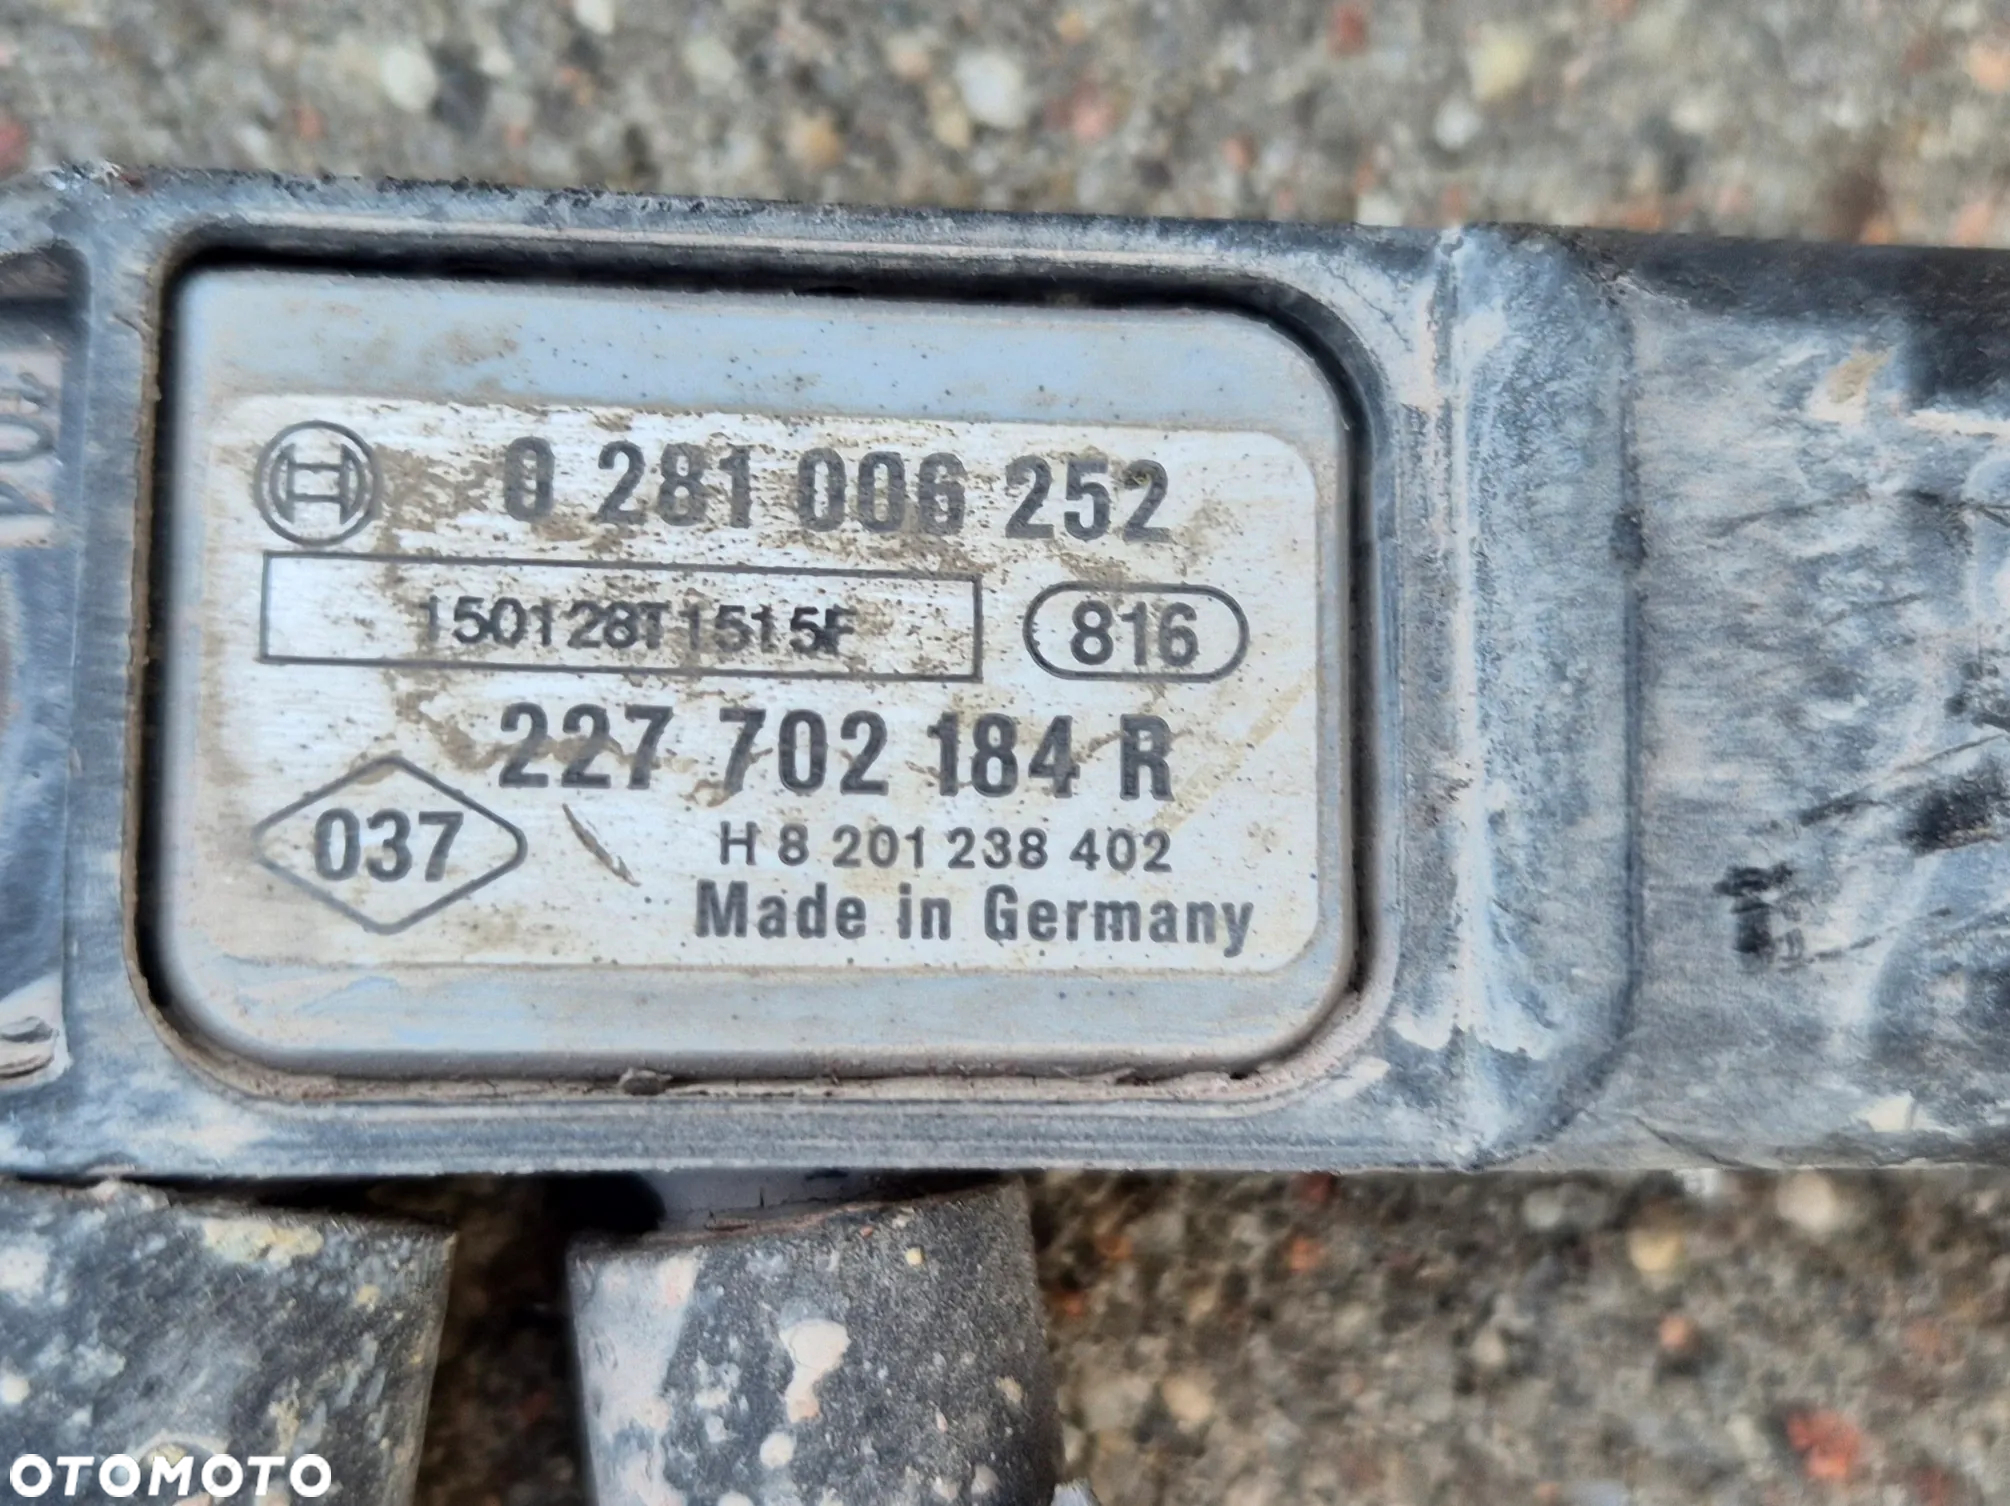 0 281 006 252
150128T1515F
816
227 702 184 R
037
H 8 201 238 402
Made in Germany
OTOMOTO